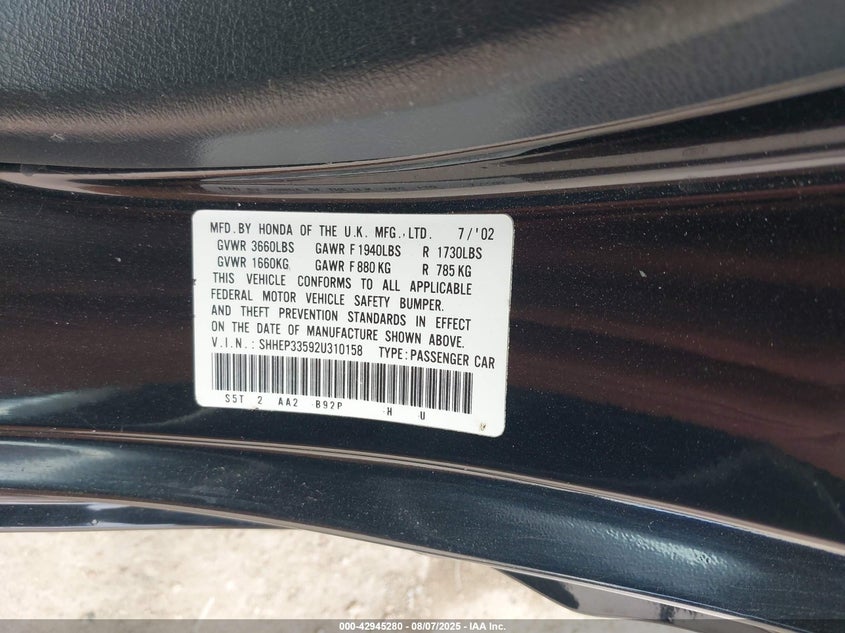 MFD. BY HONDA OF THE U.K. MFG., LTD. 7/'02
GVWR 3660LBS GAWR F 1940LBS R 1730LBS
GVWR 1660KG GAWR F 880 KG R 785 KG
THIS VEHICLE CONFORMS TO ALL APPLICABLE
FEDERAL MOTOR VEHICLE SAFETY BUMPER.
AND THEFT PREVENTION STANDARDS IN EFFECT
ON THE DATE OF MANUFACTURE SHOWN ABOVE.
V.I.N.: SHHEP33592U310158 TYPE: PASSENGER CAR
S5T 2 AA2 B92P H U
000-42945280 - 08/07/2025 - IAA Inc.